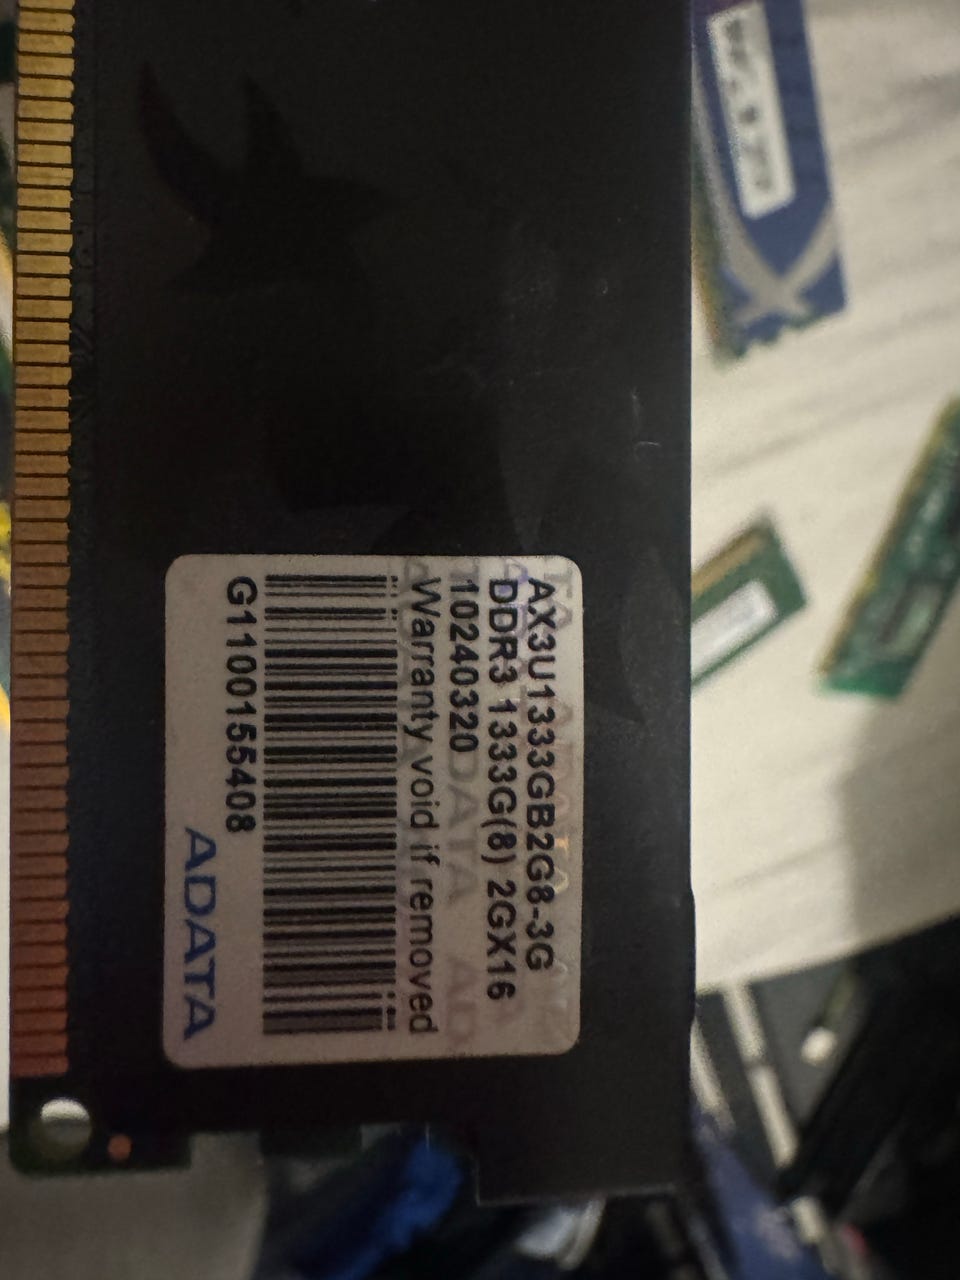 AX3U1333GB2G8-3G
DDR3 1333G(8) 2GX16
10240320
Warranty void if removed
G1100155408
ADATA